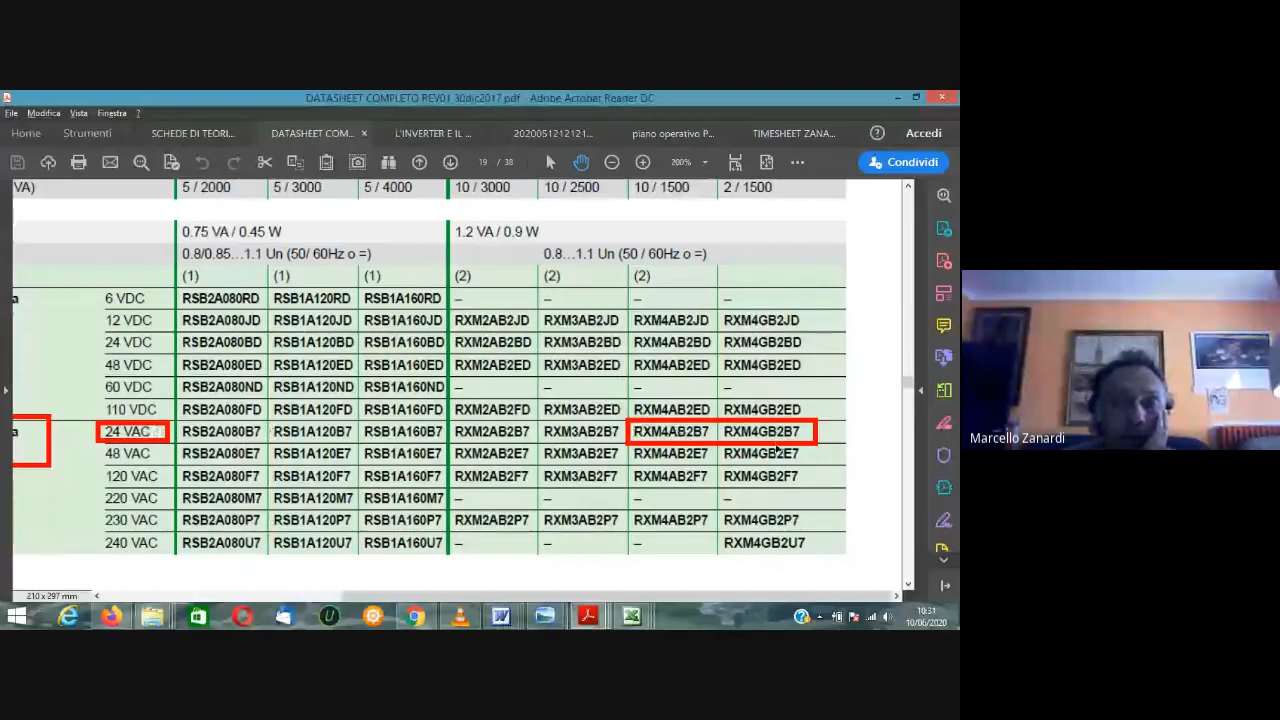 DATASHEET COMPLETO REV01 30dic2017.pdf - Adobe Acrobat Reader DC
File Modifica Vista Finestra ?
Home Strumenti SCHEDE DI TEORI... DATASHEET COM... × L'INVERTER E IL ... 2020051212121... piano operativo P... TIMESHEET ZANA... Accedi
19 / 38 200% Condividi
VA) 5 / 2000 5 / 3000 5 / 4000 10 / 3000 10 / 2500 10 / 1500 2 / 1500
0.75 VA / 0.45 W 1.2 VA / 0.9 W
0.8/0.85…1.1 Un (50/ 60Hz o =) 0.8…1.1 Un (50 / 60Hz o =)
(1) (1) (1) (2) (2) (2)
a 6 VDC RSB2A080RD RSB1A120RD RSB1A160RD – – – –
12 VDC RSB2A080JD RSB1A120JD RSB1A160JD RXM2AB2JD RXM3AB2JD RXM4AB2JD RXM4GB2JD
24 VDC RSB2A080BD RSB1A120BD RSB1A160BD RXM2AB2BD RXM3AB2BD RXM4AB2BD RXM4GB2BD
48 VDC RSB2A080ED RSB1A120ED RSB1A160ED RXM2AB2ED RXM3AB2ED RXM4AB2ED RXM4GB2ED
60 VDC RSB2A080ND RSB1A120ND RSB1A160ND – – – –
110 VDC RSB2A080FD RSB1A120FD RSB1A160FD RXM2AB2FD RXM3AB2FD RXM4AB2ED RXM4GB2ED
a 24 VAC RSB2A080B7 RSB1A120B7 RSB1A160B7 RXM2AB2B7 RXM3AB2B7 RXM4AB2B7 RXM4GB2B7
48 VAC RSB2A080E7 RSB1A120E7 RSB1A160E7 RXM2AB2E7 RXM3AB2E7 RXM4AB2E7 RXM4GB2E7
120 VAC RSB2A080F7 RSB1A120F7 RSB1A160F7 RXM2AB2F7 RXM3AB2F7 RXM4AB2F7 RXM4GB2F7
220 VAC RSB2A080M7 RSB1A120M7 RSB1A160M7 – – – –
230 VAC RSB2A080P7 RSB1A120P7 RSB1A160P7 RXM2AB2P7 RXM3AB2P7 RXM4AB2P7 RXM4GB2P7
240 VAC RSB2A080U7 RSB1A120U7 RSB1A160U7 – – – RXM4GB2U7
210 x 297 mm
10:31
10/06/2020
Marcello Zanardi